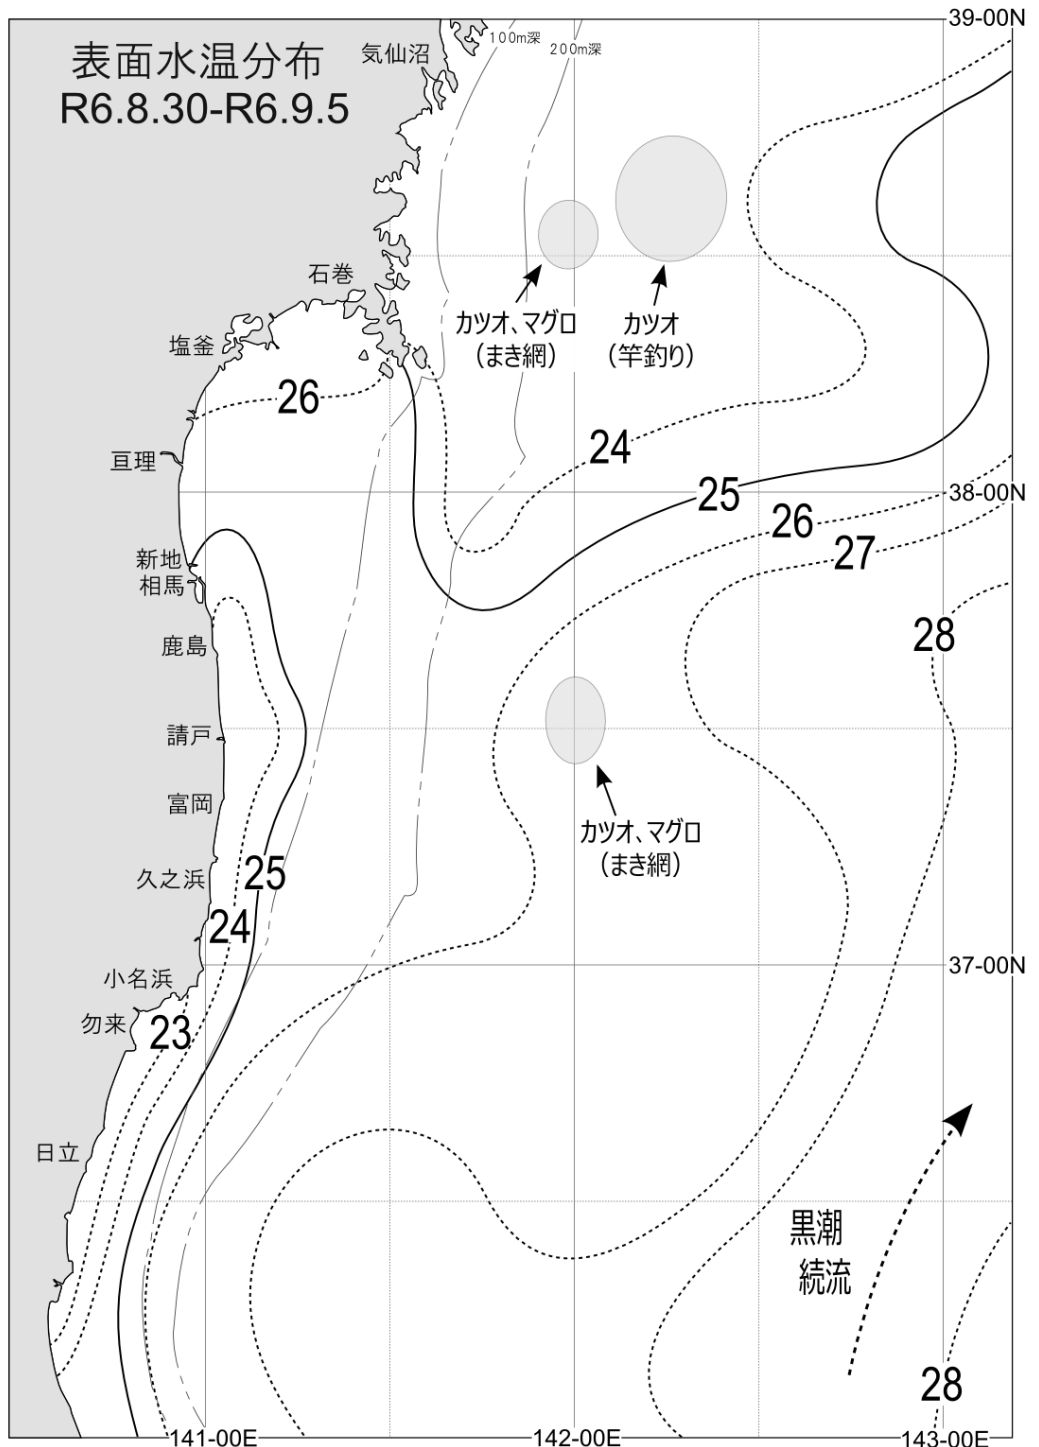 39-00N
表面水温分布
R6.8.30-R6.9.5
気仙沼
100m深
200m深
石巻
カツオ、マグロ
(まき網)
カツオ
(竿釣り)
塩釜
26
24
亘理
25
38-00N
26
27
新地
相馬
28
鹿島
請戸
富岡
カツオ、マグロ
(まき網)
久之浜
25
24
37-00N
小名浜
勿来
23
日立
黒潮
続流
28
141-00E
142-00E
143-00E